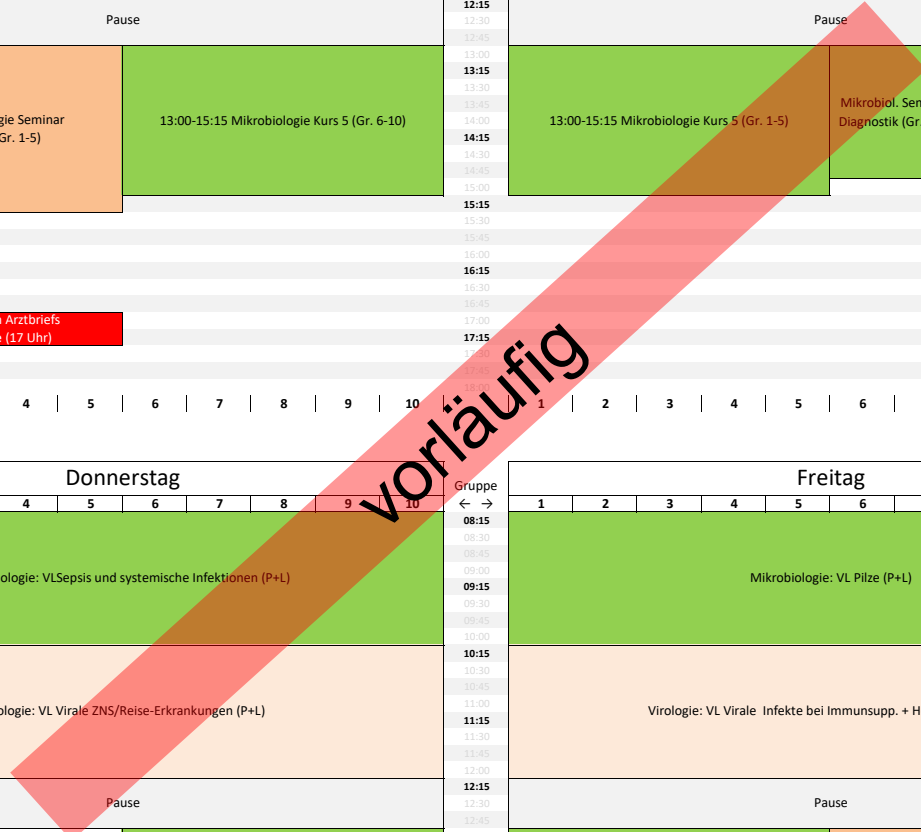 12:15
Pause
12:30
Pause
12:45
13:00
13:15
13:30
Seminar
13:45
Mikrobiol.
13:00-15:15 Mikrobiologie Kurs 5 (Gr. 6-10)
14:00
13:00-15:15 Mikrobiologie Kurs 5 (Gr. 1-5)
Diagnostik
Gr. 1-5)
14:15
14:30
14:45
15:00
15:15
15:30
15:45
16:00
16:15
16:30
16:45
Arztbriefs
17:00
(17 Uhr)
17:15
17:30
17:45
18:00
4 5 6 7 8 9 10 1 2 3 4 5 6
vorläufig
Donnerstag
Gruppe
Freitag
4 5 6 7 8 9 10 ← → 1 2 3 4 5 6
08:15
08:30
08:45
09:00
ologie: VLSepsis und systemische Infektionen (P+L)
09:15
Mikrobiologie: VL Pilze (P+L)
09:30
09:45
10:00
10:15
10:30
10:45
11:00
ologie: VL Virale ZNS/Reise-Erkrankungen (P+L)
11:15
Virologie: VL Virale Infekte bei Immunsupp. + H
11:30
11:45
12:00
12:15
Pause
12:30
Pause
12:45